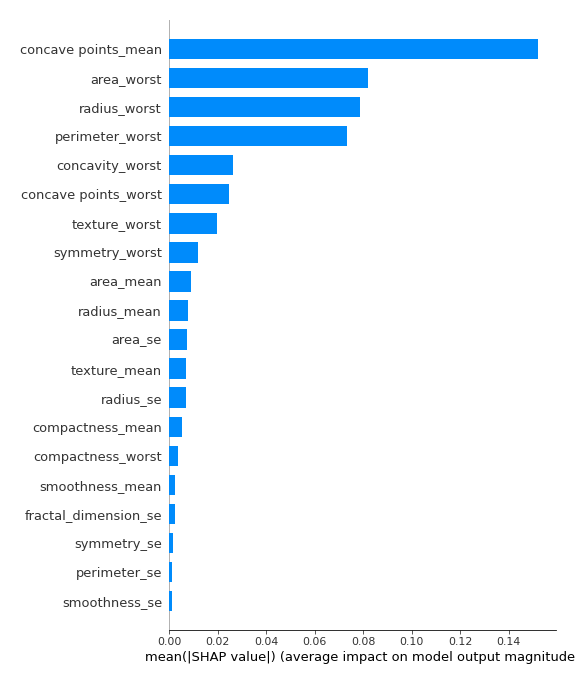 concave points_mean
area_worst
radius_worst
perimeter_worst
concavity_worst
concave points_worst
texture_worst
symmetry_worst
area_mean
radius_mean
area_se
texture_mean
radius_se
compactness_mean
compactness_worst
smoothness_mean
fractal_dimension_se
symmetry_se
perimeter_se
smoothness_se
0.00 0.02 0.04 0.06 0.08 0.10 0.12 0.14
mean(|SHAP value|) (average impact on model output magnitude